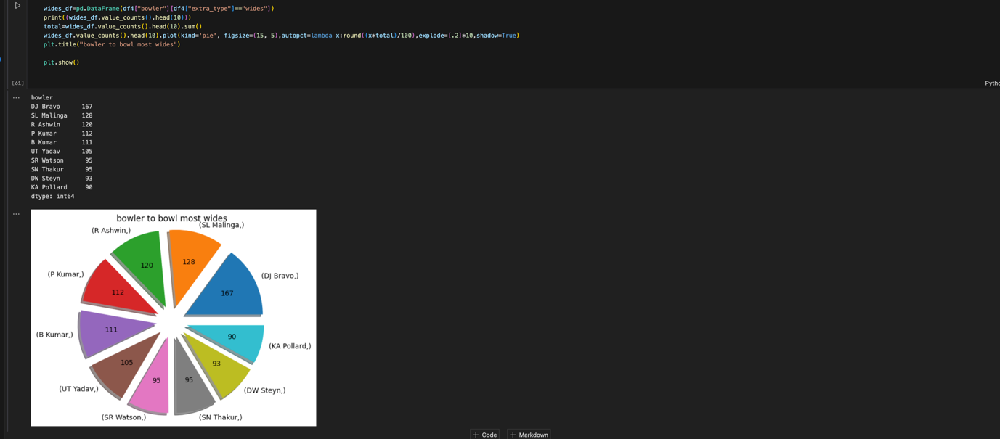 wides_df=pd.DataFrame(df4["bowler"][df4["extra_type"]=="wides"])
print((wides_df.value_counts().head(10)))
total=wides_df.value_counts().head(10).sum()
wides_df.value_counts().head(10).plot(kind='pie', figsize=(15, 5),autopct=lambda x:round((x*total)/100),explode=[.2]*10,shadow=True)
plt.title("bowler to bowl most wides")
plt.show()
[61]
... bowler
DJ Bravo 167
SL Malinga 128
R Ashwin 120
P Kumar 112
B Kumar 111
UT Yadav 105
SR Watson 95
SN Thakur 95
DW Steyn 93
KA Pollard 90
dtype: int64
...
bowler to bowl most wides
(SL Malinga,)
(R Ashwin,)
128
120
(P Kumar,)
(DJ Bravo,)
112
167
111
(B Kumar,)
90
(KA Pollard,)
105
93
95
95
(UT Yadav,)
(DW Steyn,)
(SR Watson,)
(SN Thakur,)
+ Code + Markdown